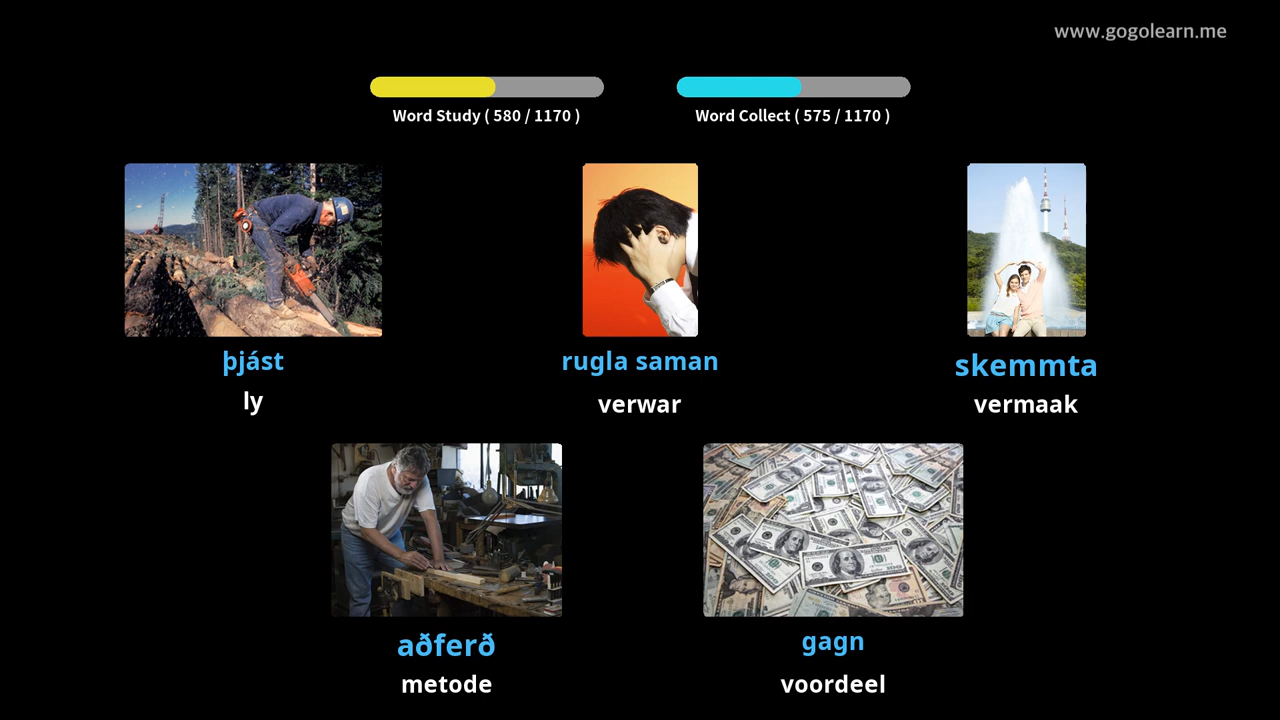 www.gogolearn.me
Word Study ( 580 / 1170 )
Word Collect ( 575 / 1170 )
þjást
ly
rugla saman
verwar
skemmta
vermaak
aðferð
metode
gagn
voordeel